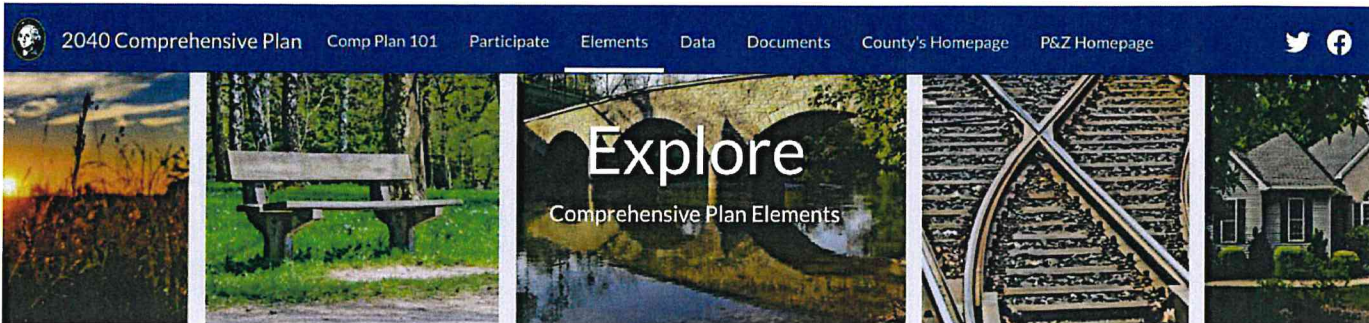 2040 Comprehensive Plan Comp Plan 101 Participate Elements Data Documents County's Homepage P&Z Homepage
Explore
Comprehensive Plan Elements